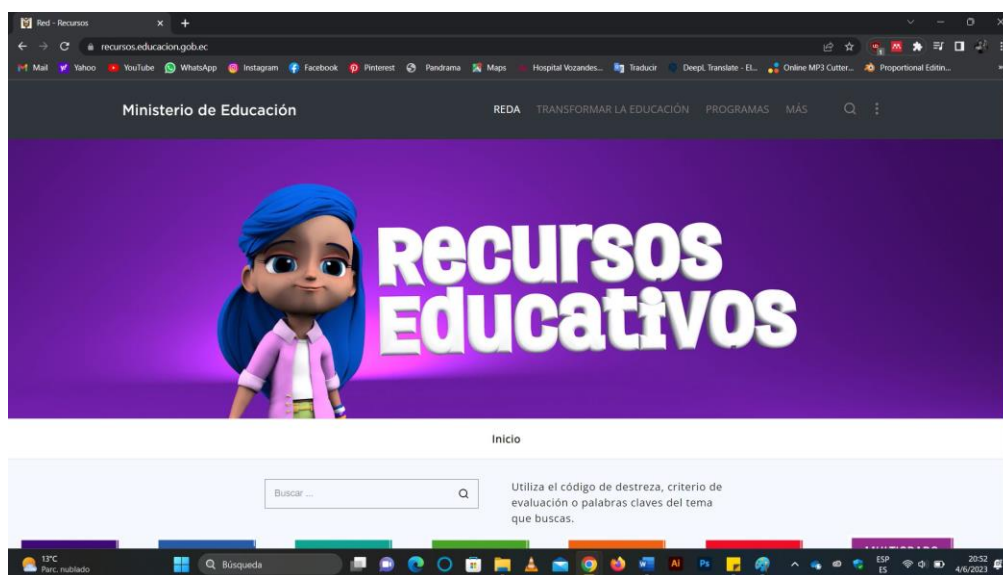 Red - Recursos
recursos.educacion.gob.ec
Mail Yahoo YouTube WhatsApp Instagram Facebook Pinterest Pandrama Maps Hospital Vozandes... Traducir DeepL Translate - El... Online MP3 Cutter... Proportional Editin...
Ministerio de Educación REDA TRANSFORMAR LA EDUCACIÓN PROGRAMAS MÁS
Recursos
Educativos
Inicio
Buscar ...
Utiliza el código de destreza, criterio de
evaluación o palabras claves del tema
que buscas.
13°C
Parc. nublado
Búsqueda
ESP
ES
20:52
4/6/2023